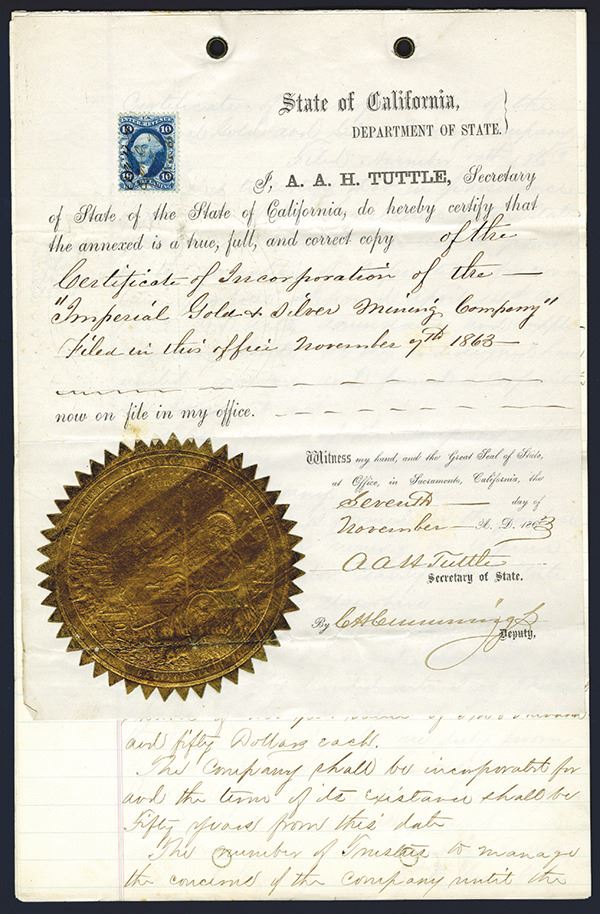 10 INTER. REVENUE 10
10 10
State of California,
DEPARTMENT OF STATE.
I, A. A. H. TUTTLE, Secretary
of State of the State of California, do hereby certify that
the annexed is a true, full, and correct copy of the
Certificate of Incorporation of the —
"Imperial Gold & Silver Mining Company"
Filed in this office November 7th 1863 —
now on file in my office.
Witness my hand, and the Great Seal of State,
at Office, in Sacramento, California, the
Seventh — day of
November — A. D. 1863
A A H Tuttle
Secretary of State.
By C H Cummings
Deputy.
and fifty Dollars each.
The Company shall be incorporated for
and the term of its Existance shall be
Fifty years from this date
The number of Trustees to manage
the concerns of the company until the